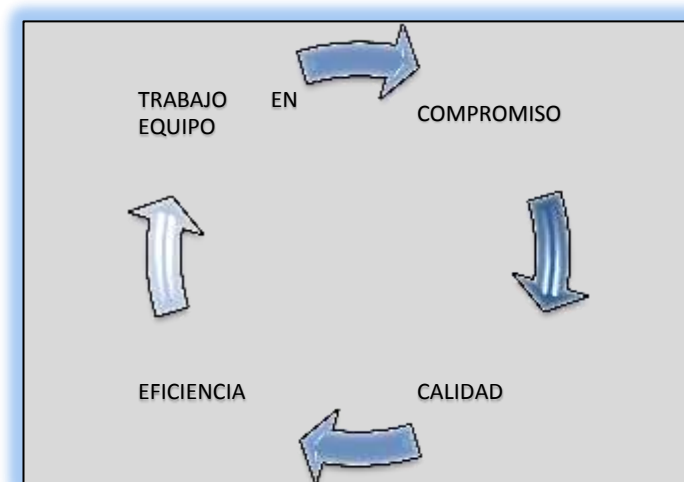 TRABAJO EN
EQUIPO
COMPROMISO
EFICIENCIA
CALIDAD